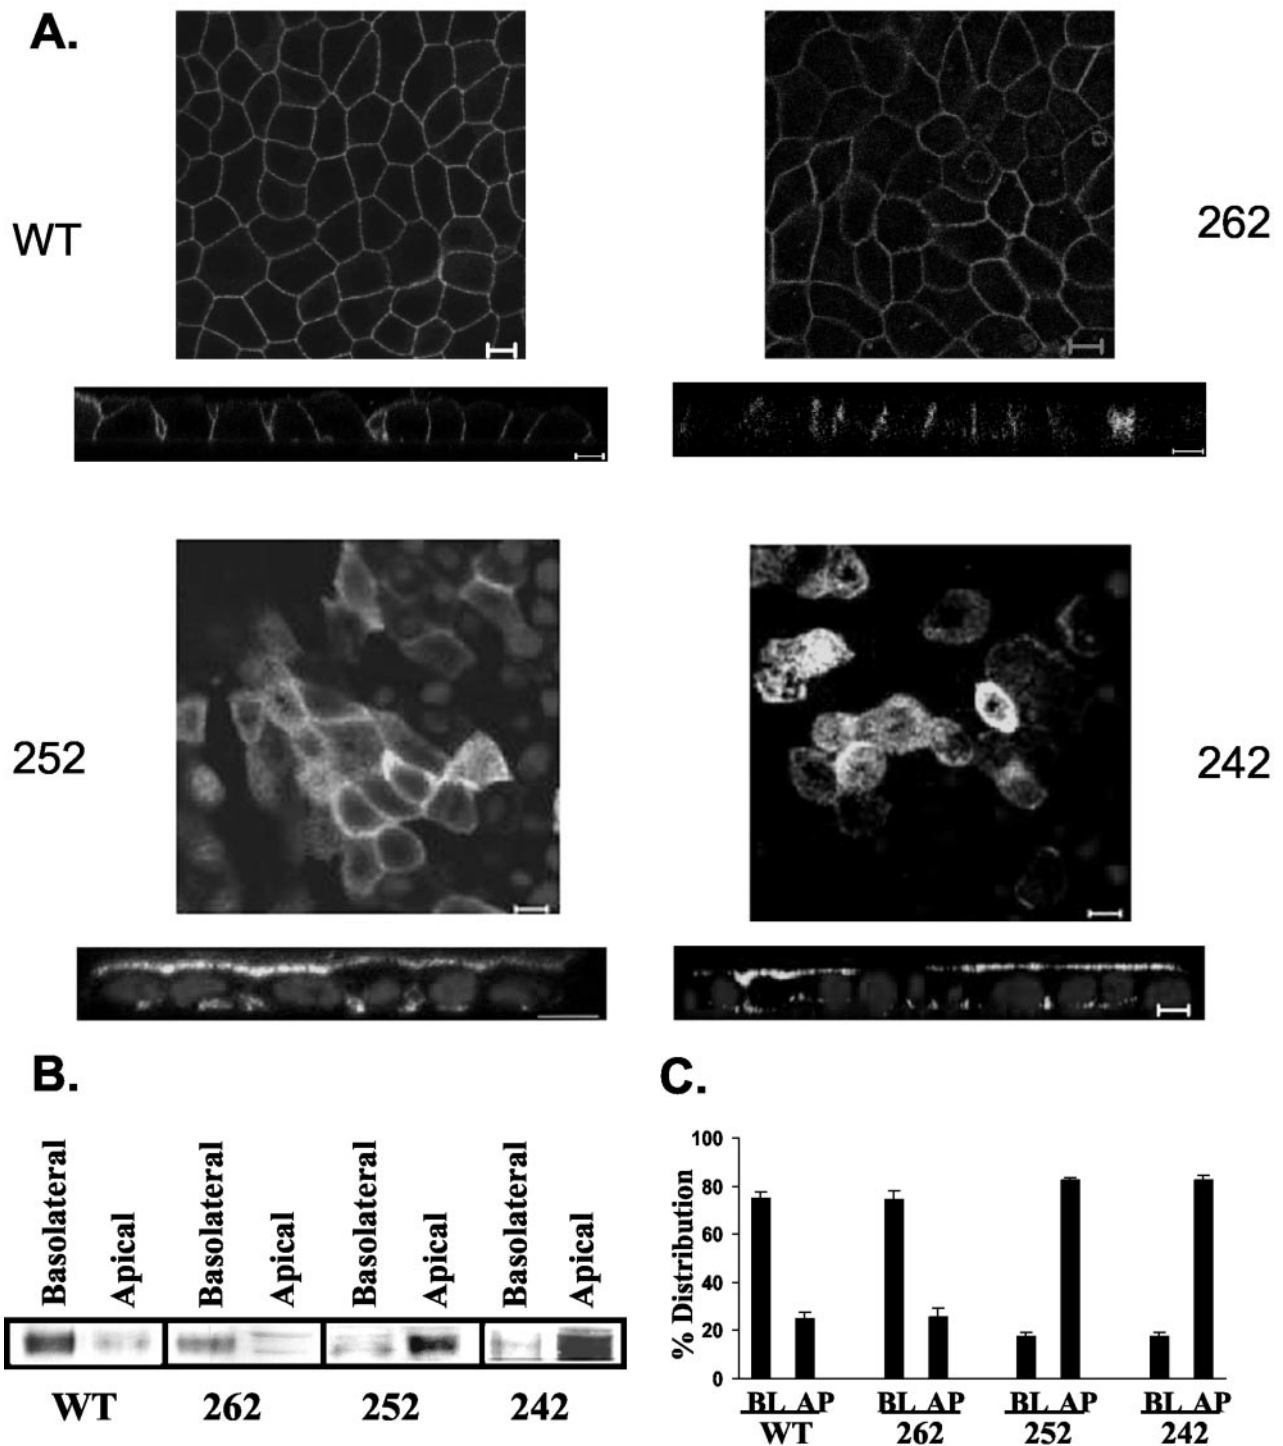 A.
WT
262
252
242
B.
Basolateral
Apical
Basolateral
Apical
Basolateral
Apical
Basolateral
Apical
WT
262
252
242
C.
% Distribution
100
80
60
40
20
0
BL AP
BL AP
BL AP
BL AP
WT
262
252
242